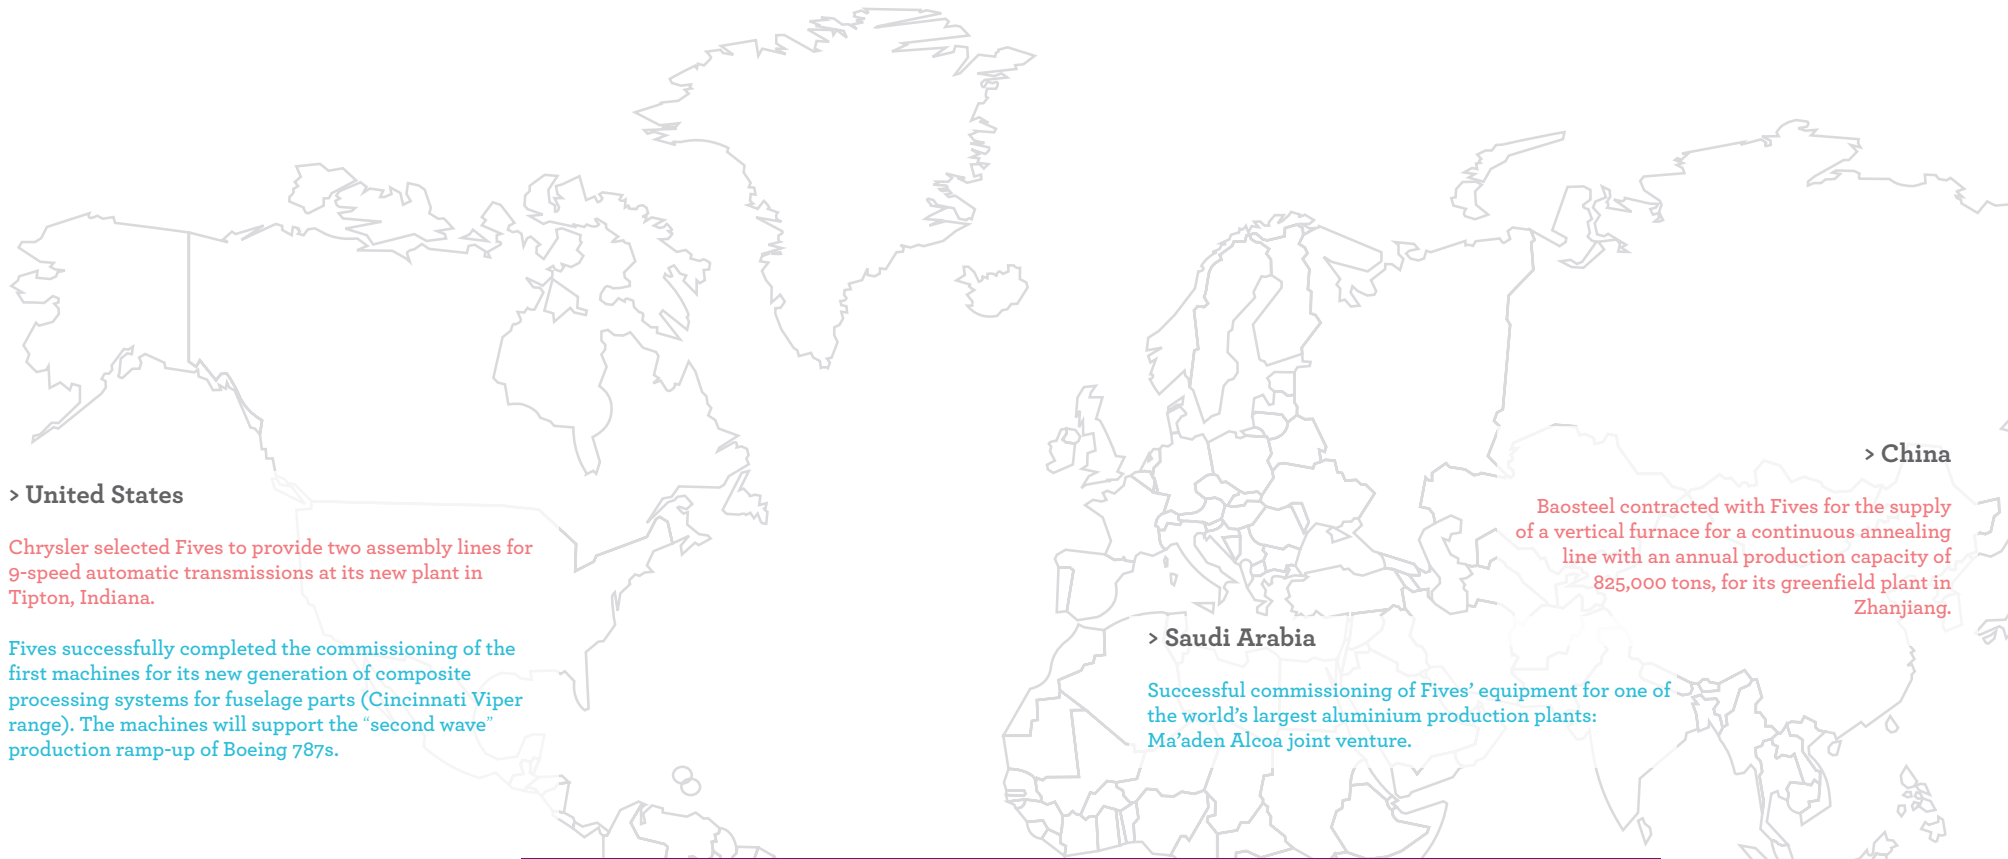 > United States
Chrysler selected Fives to provide two assembly lines for
9-speed automatic transmissions at its new plant in
Tipton, Indiana.
Fives successfully completed the commissioning of the
first machines for its new generation of composite
processing systems for fuselage parts (Cincinnati Viper
range). The machines will support the “second wave”
production ramp-up of Boeing 787s.
> Saudi Arabia
Successful commissioning of Fives’ equipment for one of
the world’s largest aluminium production plants:
Ma’aden Alcoa joint venture.
> China
Baosteel contracted with Fives for the supply
of a vertical furnace for a continuous annealing
line with an annual production capacity of
825,000 tons, for its greenfield plant in
Zhanjiang.